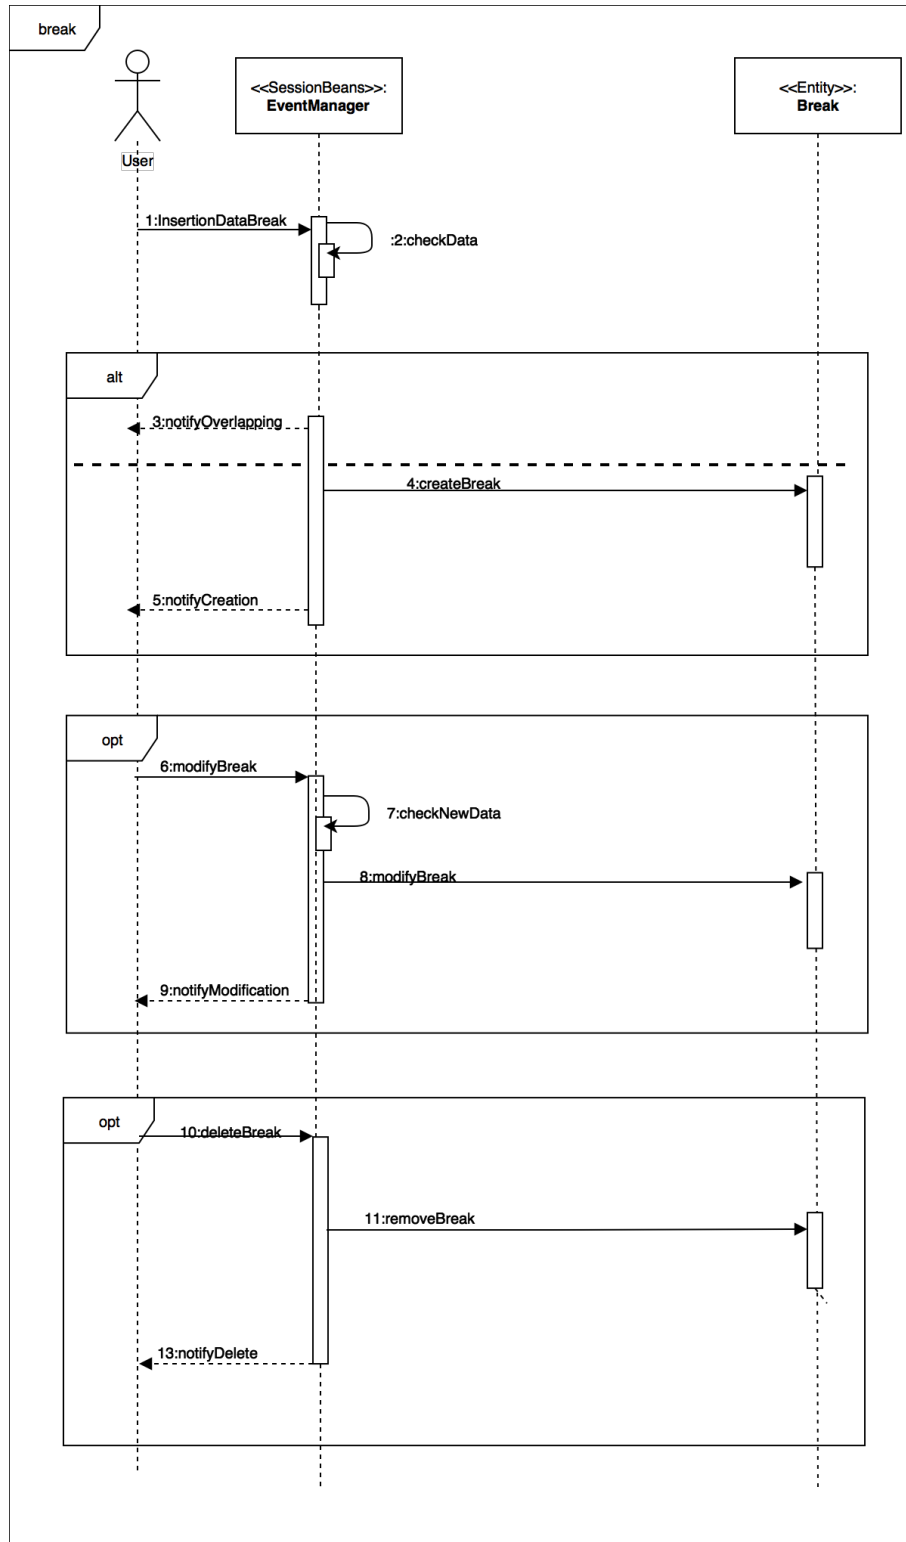 break
<<SessionBeans>>:
EventManager
<<Entity>>:
Break
User
1:InsertionDataBreak
:2:checkData
alt
3:notifyOverlapping
4:createBreak
5:notifyCreation
opt
6:modifyBreak
7:checkNewData
8:modifyBreak
9:notifyModification
opt
10:deleteBreak
11:removeBreak
13:notifyDelete